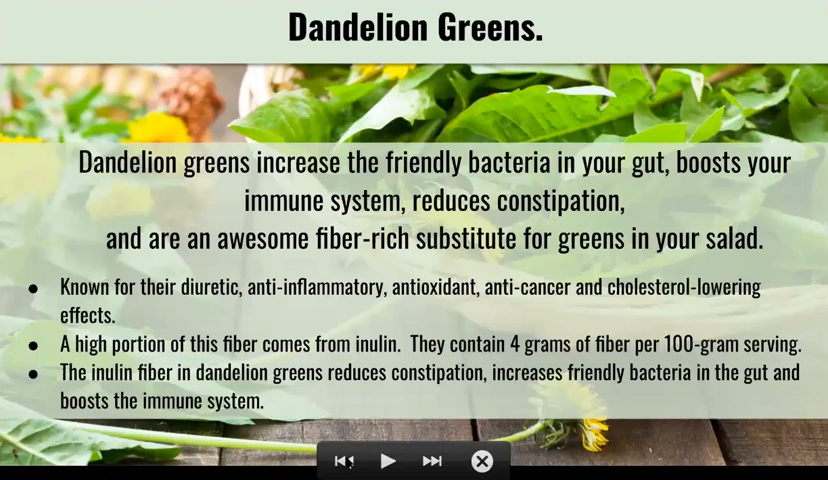 Dandelion Greens.
Dandelion greens increase the friendly bacteria in your gut, boosts your
immune system, reduces constipation,
and are an awesome fiber-rich substitute for greens in your salad.
● Known for their diuretic, anti-inflammatory, antioxidant, anti-cancer and cholesterol-lowering
effects.
● A high portion of this fiber comes from inulin. They contain 4 grams of fiber per 100-gram serving.
● The inulin fiber in dandelion greens reduces constipation, increases friendly bacteria in the gut and
boosts the immune system.